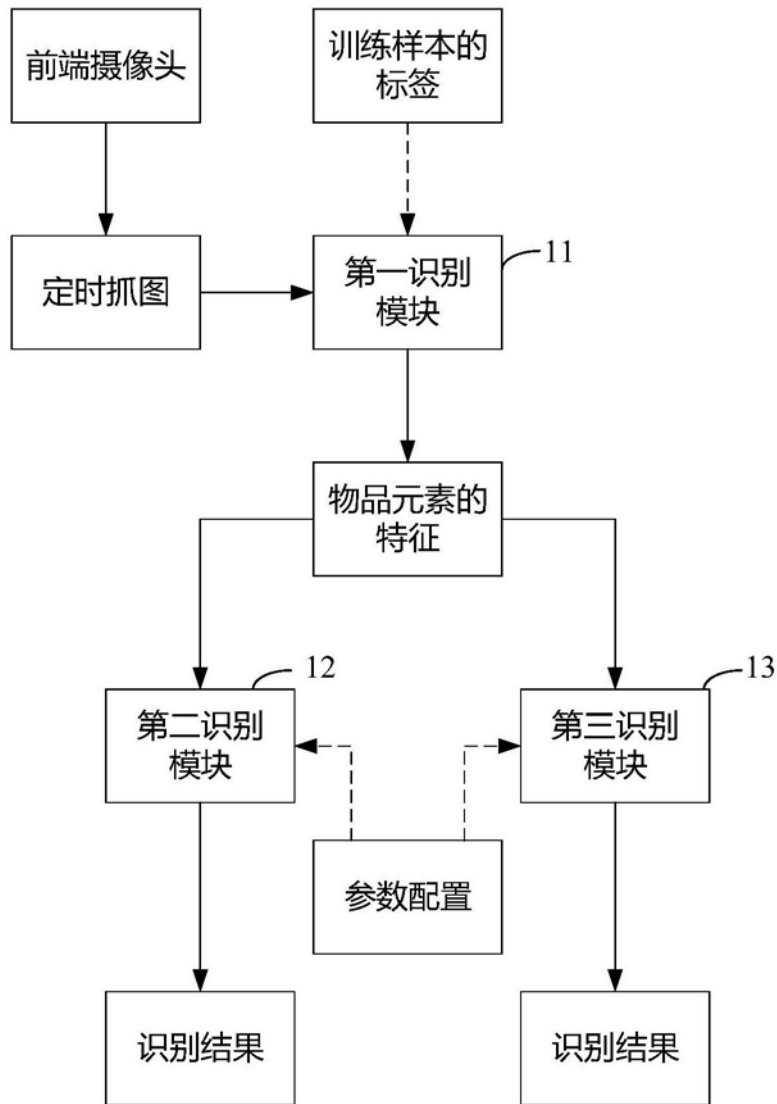 前端摄像头
训练样本的
标签
定时抓图
第一识别
模块
11
物品元素的
特征
12
13
第二识别
模块
第三识别
模块
参数配置
识别结果
识别结果